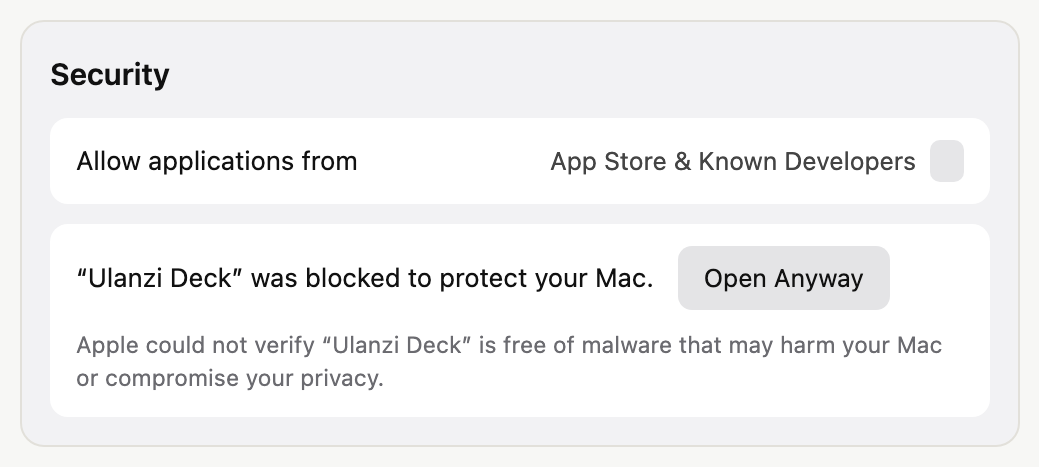 Security
Allow applications from App Store & Known Developers
“Ulanzi Deck” was blocked to protect your Mac. Open Anyway
Apple could not verify “Ulanzi Deck” is free of malware that may harm your Mac
or compromise your privacy.